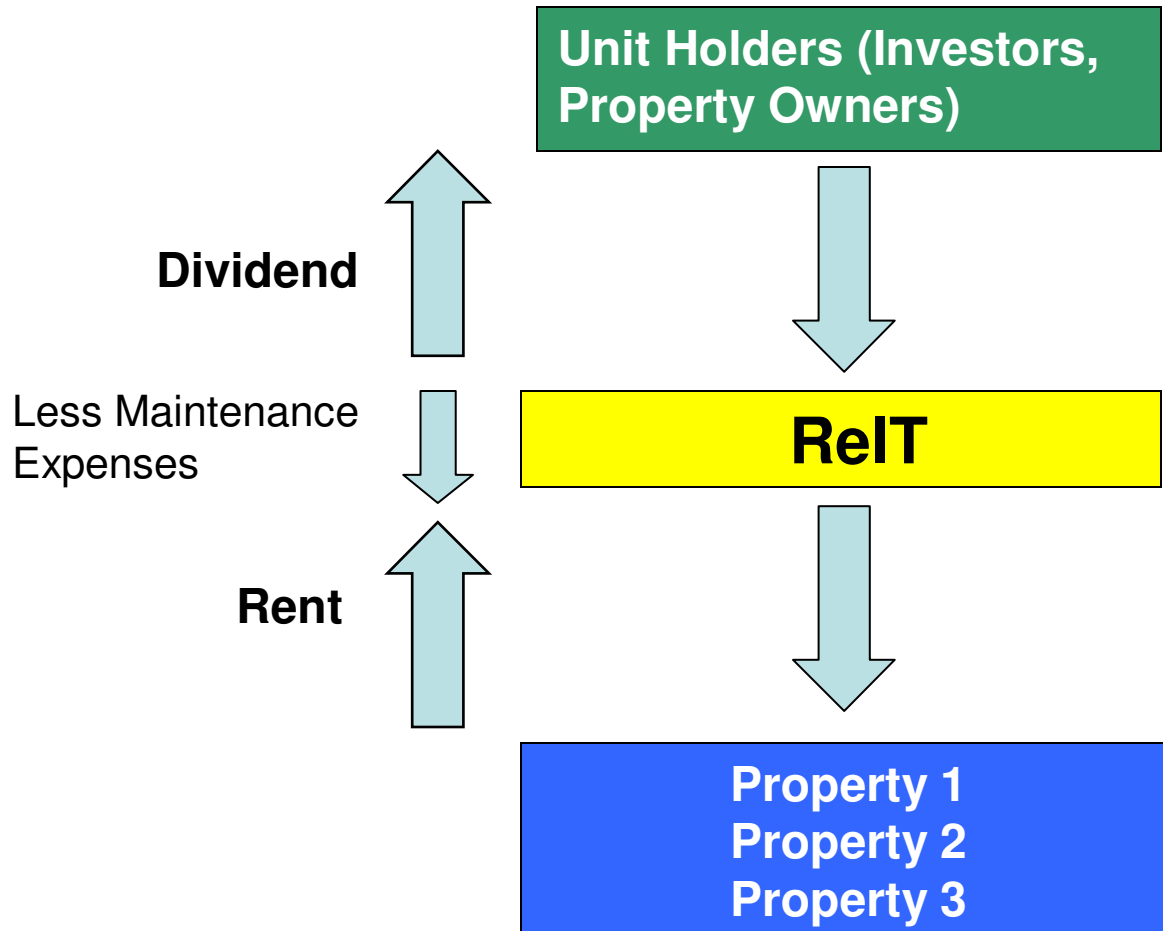 Unit Holders (Investors,
Property Owners)
Dividend
Less Maintenance
Expenses
ReIT
Rent
Property 1
Property 2
Property 3